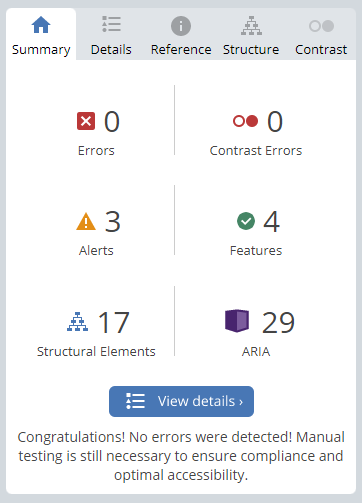 Summary Details Reference Structure Contrast
0 0
Errors Contrast Errors
3 4
Alerts Features
17 29
Structural Elements ARIA
View details ›
Congratulations! No errors were detected! Manual
testing is still necessary to ensure compliance and
optimal accessibility.